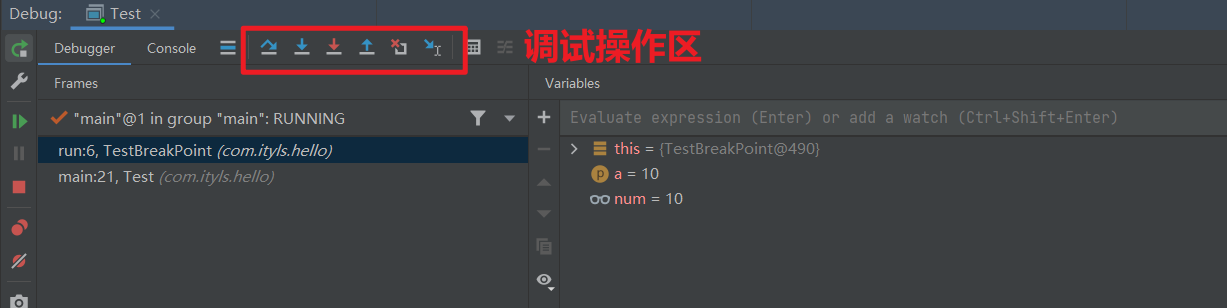 Debug:
Test
Debugger
Console
调试操作区
Frames
Variables
"main"@1 in group "main": RUNNING
Evaluate expression (Enter) or add a watch (Ctrl+Shift+Enter)
run:6, TestBreakPoint (com.ityls.hello)
this = {TestBreakPoint@490}
main:21, Test (com.ityls.hello)
p a = 10
num = 10